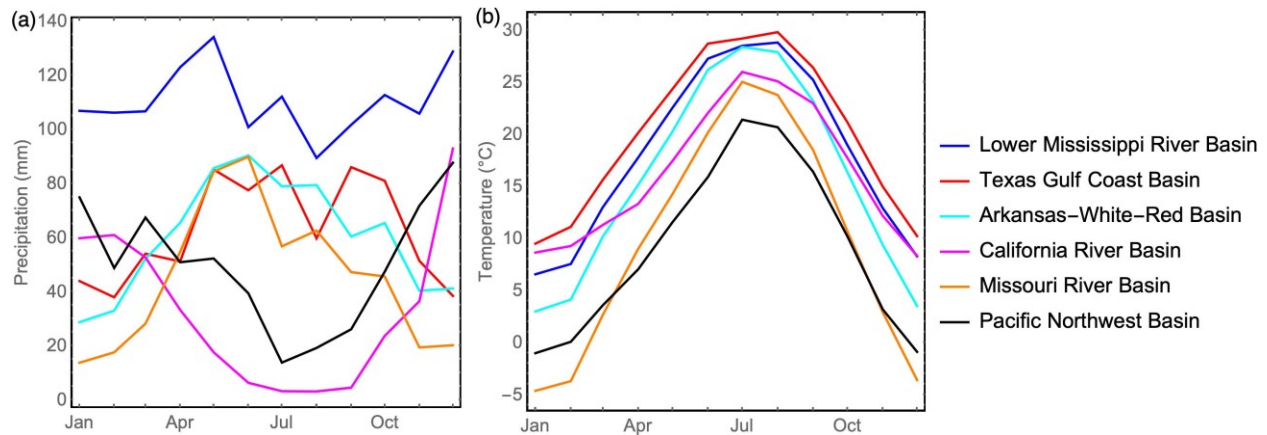 (a)
140
120
100
80
60
40
20
0
Precipitation (mm)
Jan Apr Jul Oct
(b)
30
25
20
15
10
5
0
−5
Temperature (°C)
Jan Apr Jul Oct
Lower Mississippi River Basin
Texas Gulf Coast Basin
Arkansas−White−Red Basin
California River Basin
Missouri River Basin
Pacific Northwest Basin